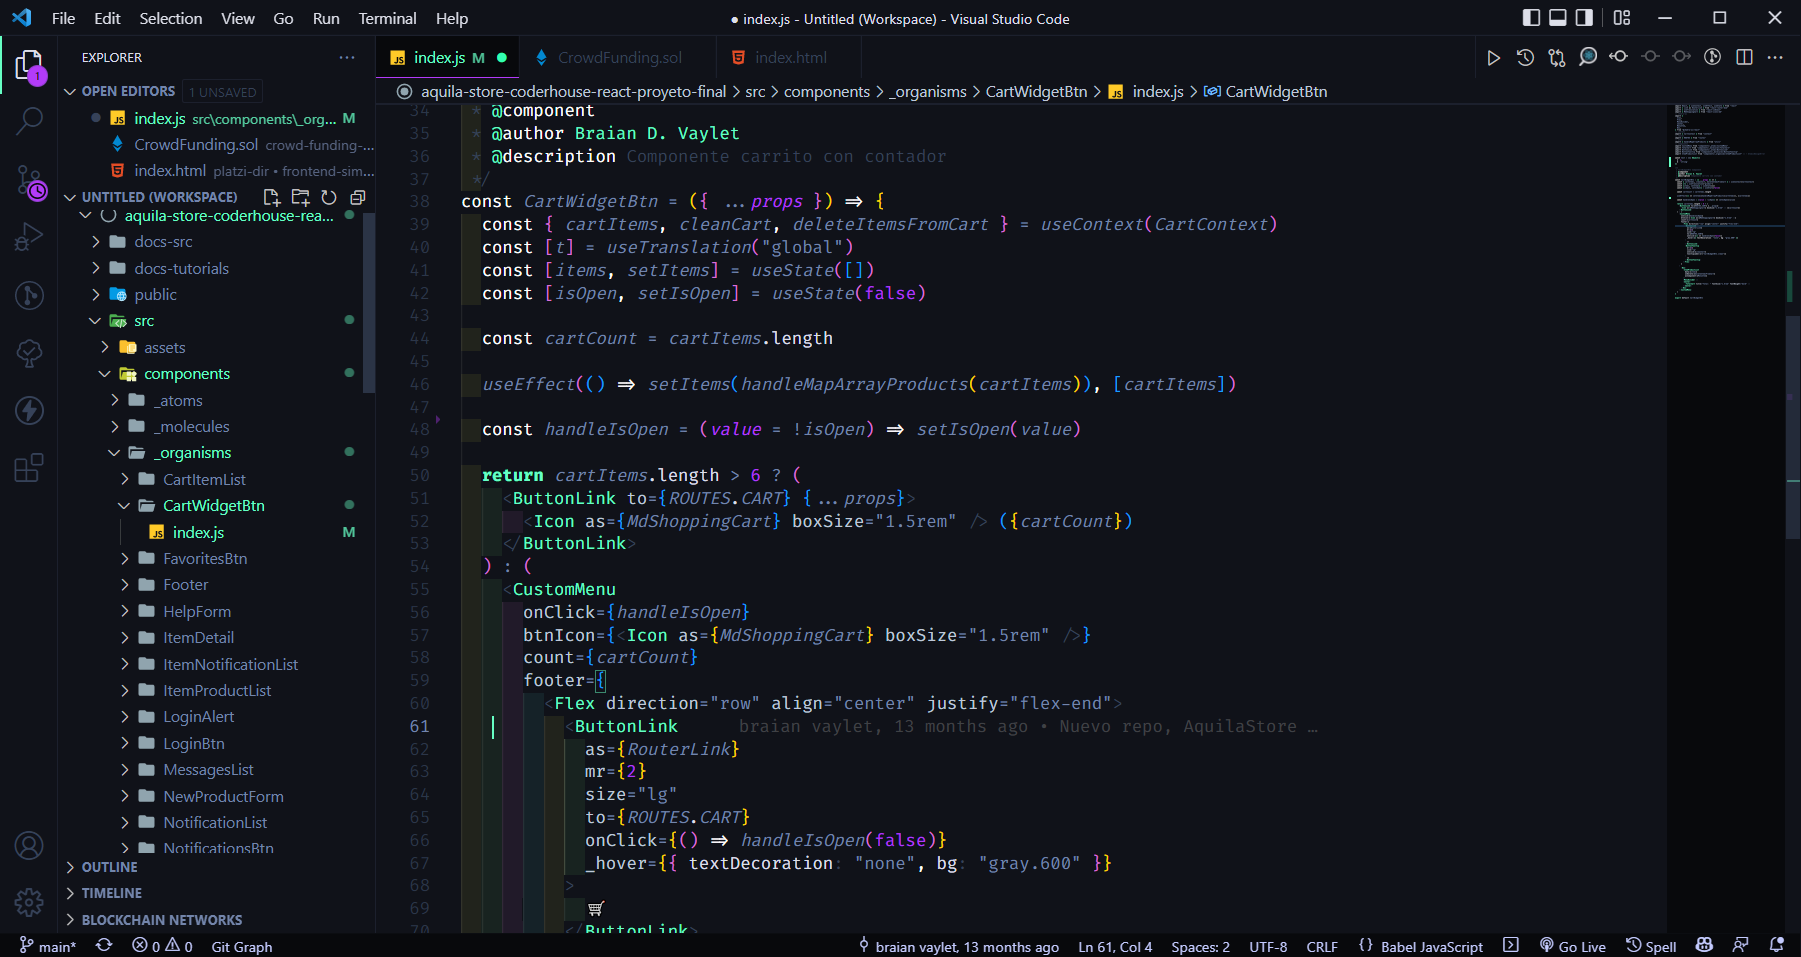 File Edit Selection View Go Run Terminal Help
● index.js - Untitled (Workspace) - Visual Studio Code
EXPLORER
OPEN EDITORS 1 UNSAVED
index.js src\components\_org... M
CrowdFunding.sol crowd-funding-...
index.html platzi-dir • frontend-sim...
UNTITLED (WORKSPACE)
aquila-store-coderhouse-rea...
docs-src
docs-tutorials
public
src
assets
components
_atoms
_molecules
_organisms
CartItemList
CartWidgetBtn
index.js M
FavoritesBtn
Footer
HelpForm
ItemDetail
ItemNotificationList
ItemProductList
LoginAlert
LoginBtn
MessagesList
NewProductForm
NotificationList
NotificationsBtn
OUTLINE
TIMELINE
BLOCKCHAIN NETWORKS
1
index.js M CrowdFunding.sol index.html
aquila-store-coderhouse-react-proyeto-final > src > components > _organisms > CartWidgetBtn > index.js > CartWidgetBtn
34 * @component
35 * @author Braian D. Vaylet
36 * @description Componente carrito con contador
37 */
38 const CartWidgetBtn = ({ ...props }) => {
39 const { cartItems, cleanCart, deleteItemsFromCart } = useContext(CartContext)
40 const [t] = useTranslation("global")
41 const [items, setItems] = useState([])
42 const [isOpen, setIsOpen] = useState(false)
43
44 const cartCount = cartItems.length
45
46 useEffect(() => setItems(handleMapArrayProducts(cartItems)), [cartItems])
47
48 const handleIsOpen = (value = !isOpen) => setIsOpen(value)
49
50 return cartItems.length > 6 ? (
51 <ButtonLink to={ROUTES.CART} {...props}>
52 <Icon as={MdShoppingCart} boxSize="1.5rem" /> ({cartCount})
53 </ButtonLink>
54 ) : (
55 <CustomMenu
56 onClick={handleIsOpen}
57 btnIcon={<Icon as={MdShoppingCart} boxSize="1.5rem" />}
58 count={cartCount}
59 footer={
60 <Flex direction="row" align="center" justify="flex-end">
61 <ButtonLink braian vaylet, 13 months ago • Nuevo repo, AquilaStore …
62 as={RouterLink}
63 mr={2}
64 size="lg"
65 to={ROUTES.CART}
66 onClick={() => handleIsOpen(false)}
67 _hover={{ textDecoration: "none", bg: "gray.600" }}
68 >
69 🛒
70 </ButtonLink>
main* 0 0 Git Graph
braian vaylet, 13 months ago Ln 61, Col 4 Spaces: 2 UTF-8 CRLF {} Babel JavaScript Go Live Spell